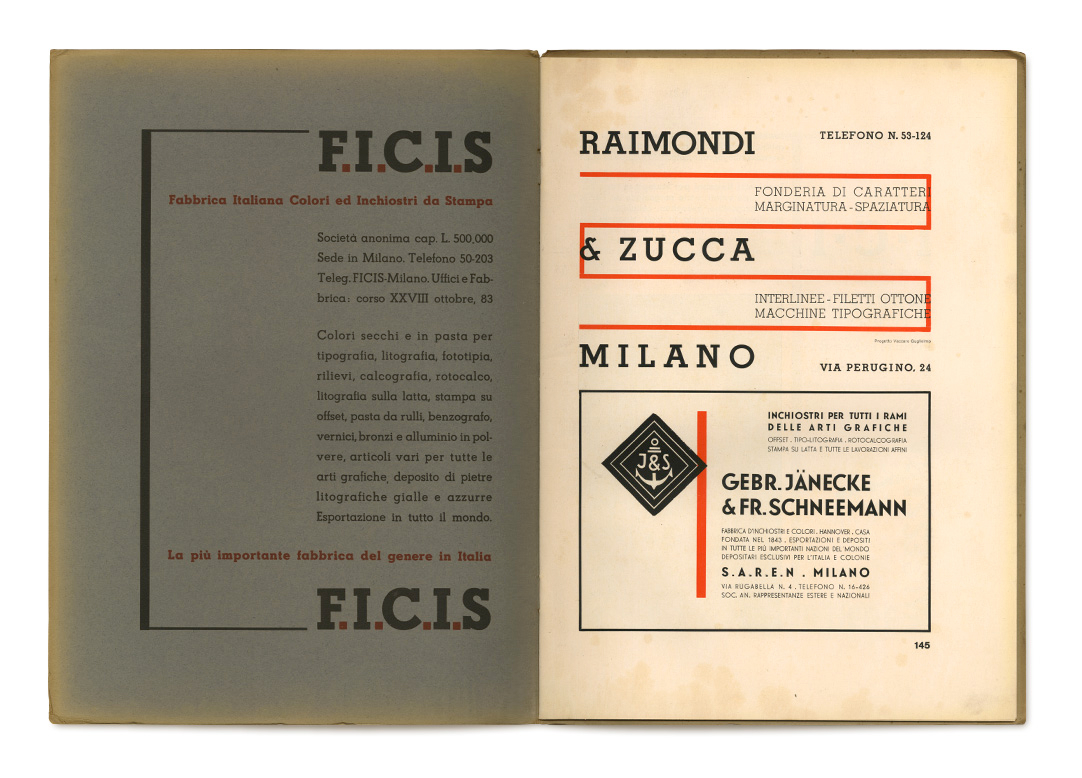 F.I.C.I.S
Fabbrica Italiana Colori ed Inchiostri da Stampa
Società anonima cap. L. 500,000
Sede in Milano. Telefono 50-203
Teleg. FICIS-Milano. Uffici e Fab-
brica: corso XXVIII ottobre, 83
Colori secchi e in pasta per
tipografia, litografia, fototipia,
rilievi, calcografia, rotocalco,
litografia sulla latta, stampa su
offset, pasta da rulli, benzografo,
vernici, bronzi e alluminio in pol-
vere, articoli vari per tutte le
arti grafiche, deposito di pietre
litografiche gialle e azzurre
Esportazione in tutto il mondo.
La più importante fabbrica del genere in Italia
F.I.C.I.S
RAIMONDI
TELEFONO N. 53-124
FONDERIA DI CARATTERI
MARGINATURA - SPAZIATURA
& ZUCCA
INTERLINEE - FILETTI OTTONE
MACCHINE TIPOGRAFICHE
Progetto Vaccaro Guglielmo
MILANO
VIA PERUGINO, 24
INCHIOSTRI PER TUTTI I RAMI
DELLE ARTI GRAFICHE
OFFSET . TIPO-LITOGRAFIA . ROTOCALCOGRAFIA
STAMPA SU LATTA E TUTTE LE LAVORAZIONI AFFINI
J&S
GEBR. JÄNECKE
& FR. SCHNEEMANN
FABBRICA D'INCHIOSTRI E COLORI . HANNOVER . CASA
FONDATA NEL 1843 . ESPORTAZIONI E DEPOSITI
IN TUTTE LE PIÙ IMPORTANTI NAZIONI DEL MONDO
DEPOSITARI ESCLUSIVI PER L'ITALIA E COLONIE
S.A.R.E.N . MILANO
VIA RUGABELLA N. 4 . TELEFONO N. 16-426
SOC. AN. RAPPRESENTANZE ESTERE E NAZIONALI
145